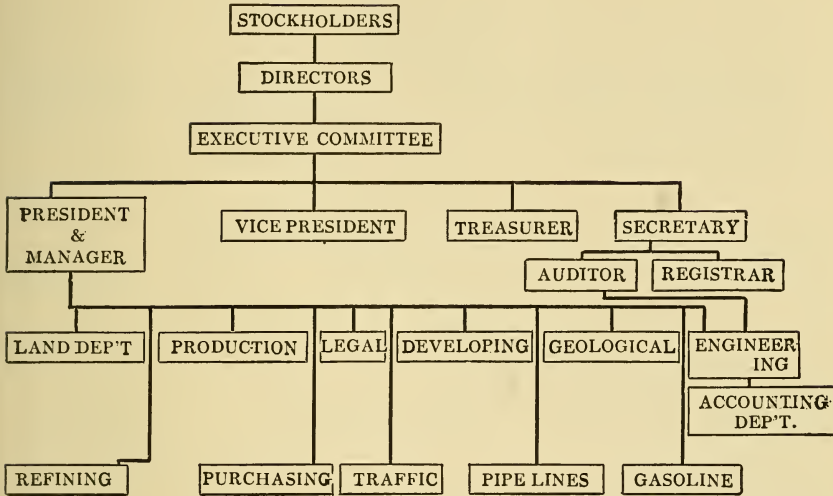 STOCKHOLDERS
DIRECTORS
EXECUTIVE COMMITTEE
PRESIDENT
&
MANAGER
VICE PRESIDENT
TREASURER
SECRETARY
AUDITOR
REGISTRAR
LAND DEP'T
PRODUCTION
LEGAL
DEVELOPING
GEOLOGICAL
ENGINEER
ING
ACCOUNTING
DEP'T.
REFINING
PURCHASING
TRAFFIC
PIPE LINES
GASOLINE